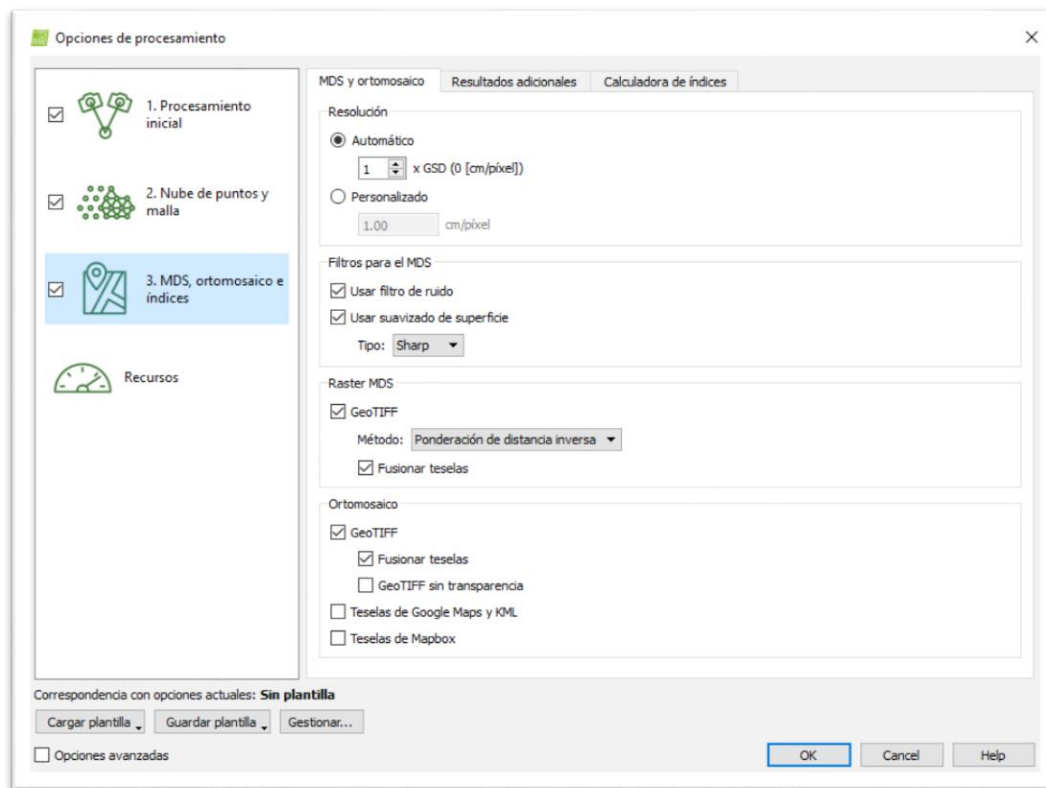 Opciones de procesamiento
1. Procesamiento
inicial
2. Nube de puntos y
malla
3. MDS, ortomosaico e
índices
Recursos
MDS y ortomosaico
Resultados adicionales
Calculadora de índices
Resolución
Automático
1 x GSD (0 [cm/píxel])
Personalizado
1.00 cm/píxel
Filtros para el MDS
Usar filtro de ruido
Usar suavizado de superficie
Tipo: Sharp
Raster MDS
GeoTIFF
Método: Ponderación de distancia inversa
Fusionar teselas
Ortomosaico
GeoTIFF
Fusionar teselas
GeoTIFF sin transparencia
Teselas de Google Maps y KML
Teselas de Mapbox
Correspondencia con opciones actuales: Sin plantilla
Cargar plantilla
Guardar plantilla
Gestionar...
Opciones avanzadas
OK
Cancel
Help